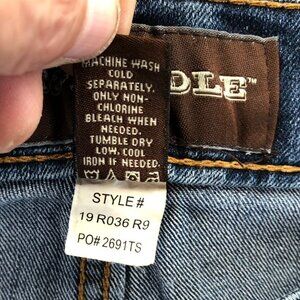 MACHINE WASH
COLD
SEPARATELY.
ONLY NON-
CHLORINE
BLEACH WHEN
NEEDED.
TUMBLE DRY
LOW. COOL
IRON IF NEEDED.
STYLE #
19 R036 R9
PO# 2691TS
DLE™